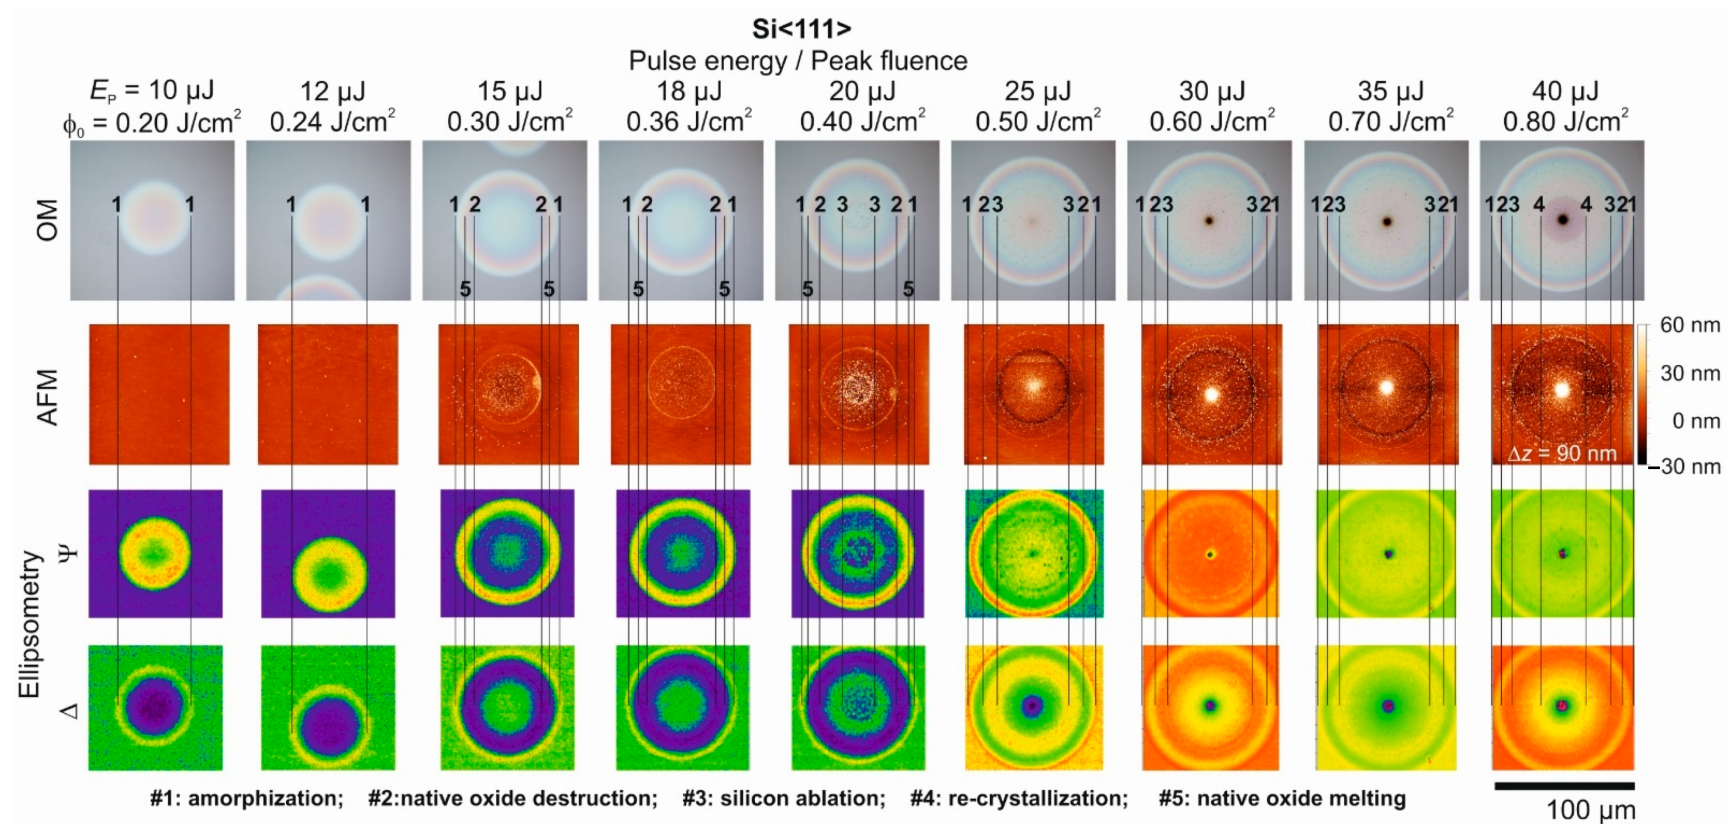 Si<111>
Pulse energy / Peak fluence
E_P = 10 µJ 12 µJ 15 µJ 18 µJ 20 µJ 25 µJ 30 µJ 35 µJ 40 µJ
ϕ₀ = 0.20 J/cm² 0.24 J/cm² 0.30 J/cm² 0.36 J/cm² 0.40 J/cm² 0.50 J/cm² 0.60 J/cm² 0.70 J/cm² 0.80 J/cm²
OM
1 1 1 1 1 2 2 1 1 2 2 1 1 2 3 3 2 1 1 2 3 3 2 1 1 2 3 3 2 1 1 2 3 3 2 1 1 2 3 4 4 3 2 1
5 5 5 5 5 5
AFM
60 nm
30 nm
0 nm
−30 nm
Δz = 90 nm
Ellipsometry
Ψ
Δ
#1: amorphization; #2:native oxide destruction; #3: silicon ablation; #4: re-crystallization; #5: native oxide melting
100 µm